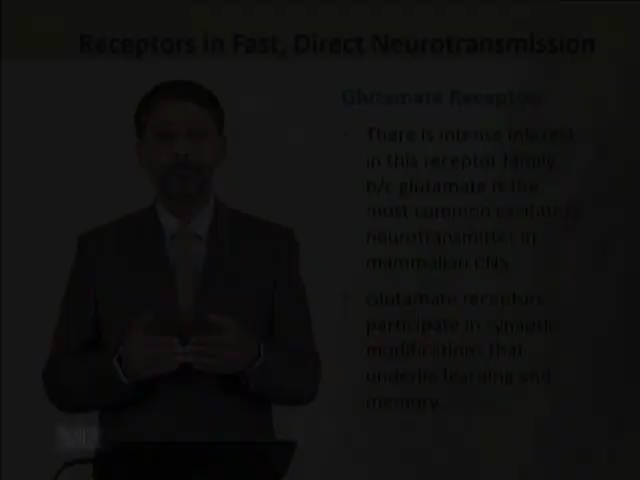 Receptors in Fast, Direct Neurotransmission
Glutamate Receptors
There is intense interest
in this receptor family,
b/c glutamate is the
most common excitatory
neurotransmitter in
mammalian CNS
Glutamate receptors
participate in synaptic
modifications that
underlie learning and
memory